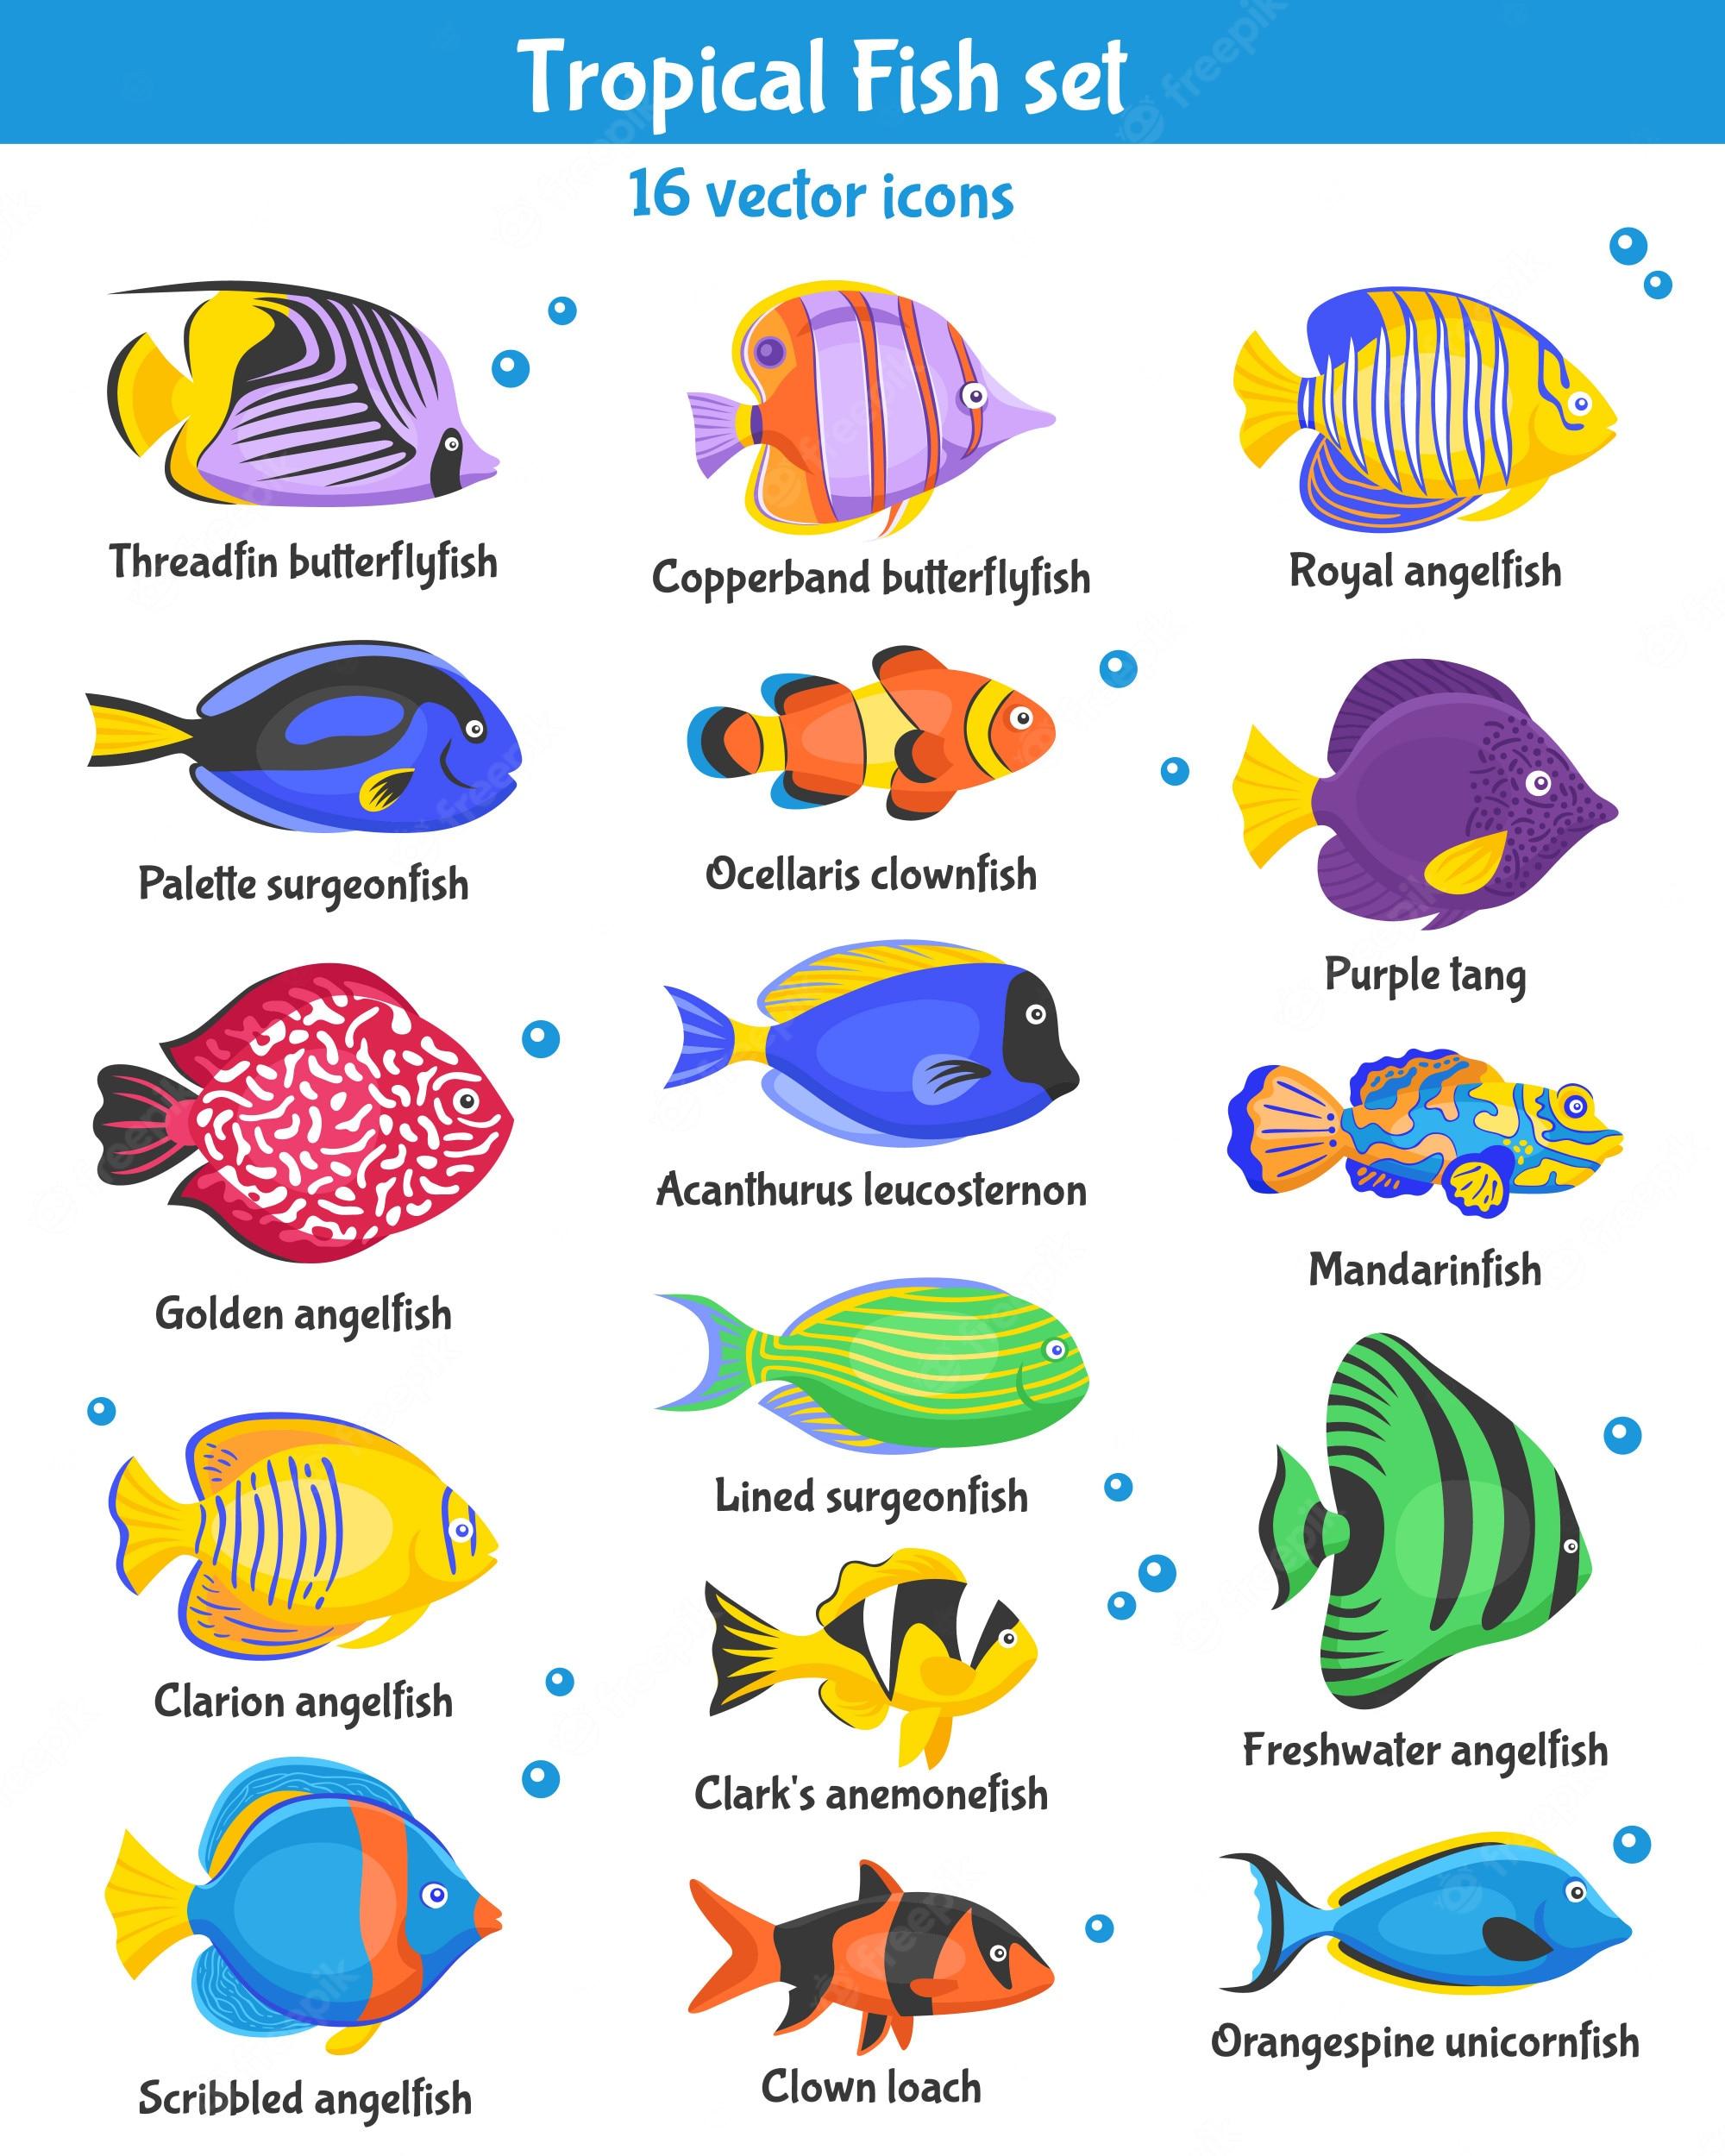 Tropical Fish set
16 vector icons
Threadfin butterflyfish
Copperband butterflyfish
Royal angelfish
Palette surgeonfish
Ocellaris clownfish
Purple tang
Golden angelfish
Acanthurus leucosternon
Mandarinfish
Clarion angelfish
Lined surgeonfish
Freshwater angelfish
Clark's anemonefish
Scribbled angelfish
Clown loach
Orangespine unicornfish
freepik